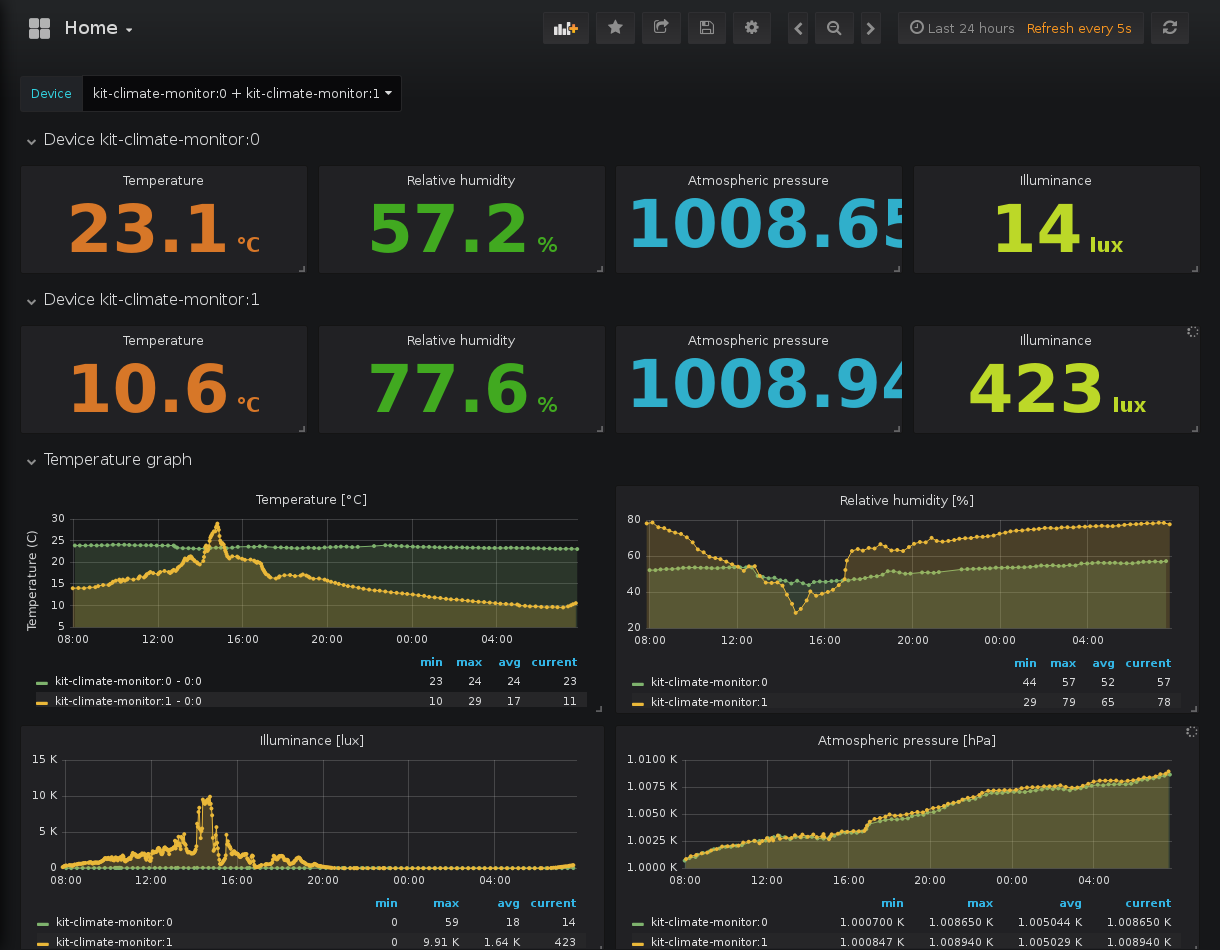 Home
Last 24 hours Refresh every 5s
Device kit-climate-monitor:0 + kit-climate-monitor:1
Device kit-climate-monitor:0
Temperature Relative humidity Atmospheric pressure Illuminance
23.1 °C 57.2 % 1008.65 14 lux
Device kit-climate-monitor:1
Temperature Relative humidity Atmospheric pressure Illuminance
10.6 °C 77.6 % 1008.94 423 lux
Temperature graph
Temperature [°C]
Temperature (C)
30
25
20
15
10
5
08:00 12:00 16:00 20:00 00:00 04:00
min max avg current
kit-climate-monitor:0 - 0:0 23 24 24 23
kit-climate-monitor:1 - 0:0 10 29 17 11
Relative humidity [%]
80
60
40
20
08:00 12:00 16:00 20:00 00:00 04:00
min max avg current
kit-climate-monitor:0 44 57 52 57
kit-climate-monitor:1 29 79 65 78
Illuminance [lux]
15 K
10 K
5 K
0
08:00 12:00 16:00 20:00 00:00 04:00
min max avg current
kit-climate-monitor:0 0 59 18 14
kit-climate-monitor:1 0 9.91 K 1.64 K 423
Atmospheric pressure [hPa]
1.0100 K
1.0075 K
1.0050 K
1.0025 K
1.0000 K
08:00 12:00 16:00 20:00 00:00 04:00
min max avg current
kit-climate-monitor:0 1.000700 K 1.008650 K 1.005044 K 1.008650 K
kit-climate-monitor:1 1.000847 K 1.008940 K 1.005029 K 1.008940 K